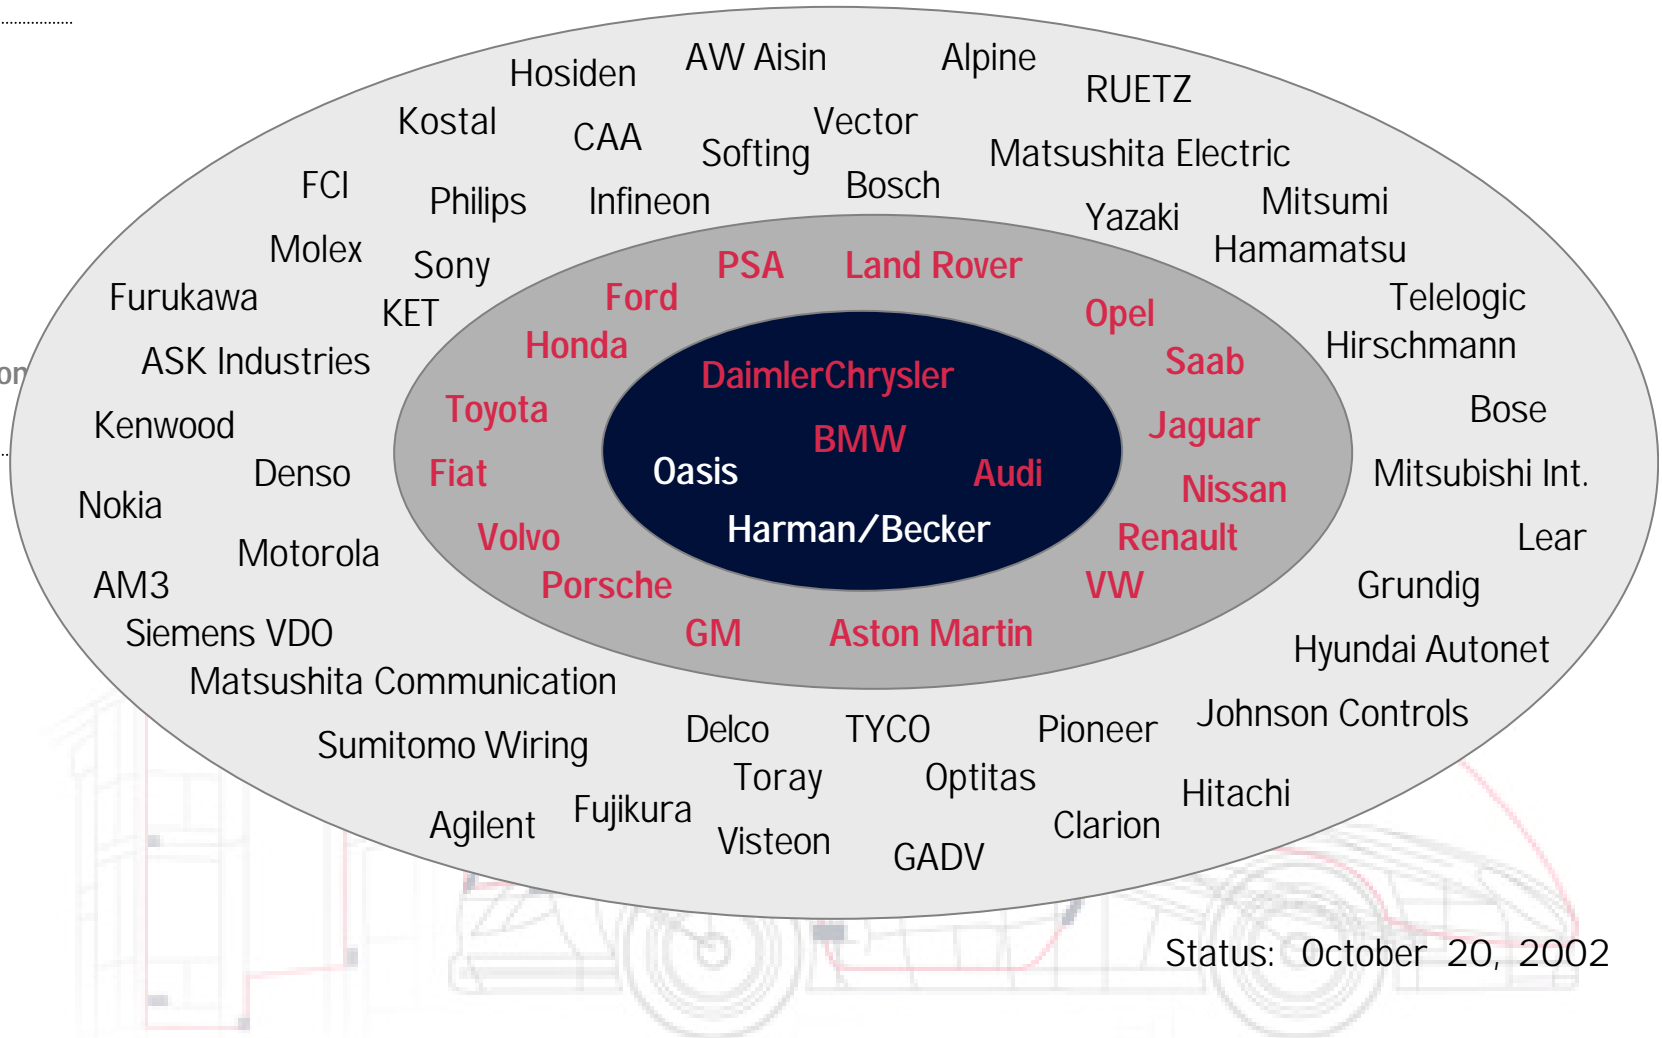 AW Aisin
Alpine
Hosiden
RUETZ
Kostal
CAA
Vector
Softing
Matsushita Electric
FCI
Philips
Infineon
Bosch
Yazaki
Mitsumi
Molex
Sony
Hamamatsu
PSA
Land Rover
Furukawa
KET
Ford
Opel
Telelogic
Honda
Hirschmann
ASK Industries
Saab
on
DaimlerChrysler
Kenwood
Toyota
BMW
Jaguar
Bose
Denso
Fiat
Oasis
Audi
Nissan
Mitsubishi Int.
Nokia
Volvo
Harman/Becker
Renault
Lear
Motorola
AM3
Porsche
VW
Grundig
Siemens VDO
GM
Aston Martin
Hyundai Autonet
Matsushita Communication
Johnson Controls
Sumitomo Wiring
Delco
TYCO
Pioneer
Toray
Optitas
Hitachi
Agilent
Fujikura
Visteon
Clarion
GADV
Status: October 20, 2002